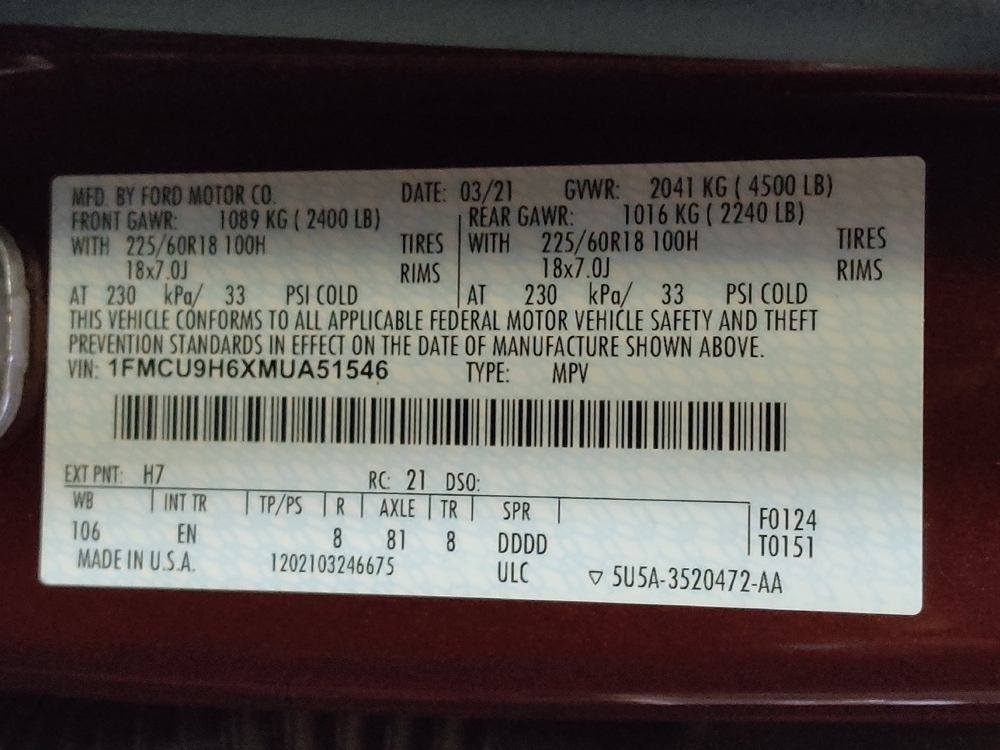 MFD. BY FORD MOTOR CO. DATE: 03/21 GVWR: 2041 KG ( 4500 LB)
FRONT GAWR: 1089 KG ( 2400 LB) REAR GAWR: 1016 KG ( 2240 LB)
WITH 225/60R18 100H TIRES WITH 225/60R18 100H TIRES
18x7.0J RIMS 18x7.0J RIMS
AT 230 kPa/ 33 PSI COLD AT 230 kPa/ 33 PSI COLD
THIS VEHICLE CONFORMS TO ALL APPLICABLE FEDERAL MOTOR VEHICLE SAFETY AND THEFT
PREVENTION STANDARDS IN EFFECT ON THE DATE OF MANUFACTURE SHOWN ABOVE.
VIN: 1FMCU9H6XMUA51546 TYPE: MPV
EXT PNT: H7 RC: 21 DSO:
WB INT TR TP/PS R AXLE TR SPR F0124
106 EN 8 81 8 DDDD T0151
MADE IN U.S.A. 1202103246675 ULC ▽ 5U5A-3520472-AA